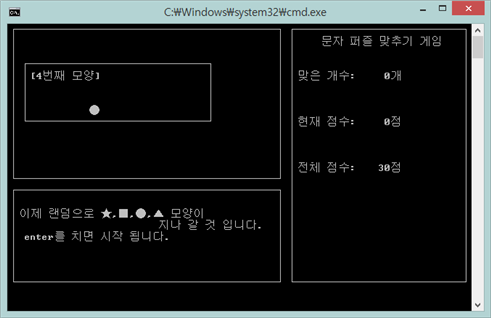 C:₩Windows₩system32₩cmd.exe
[4번째 모양]
●
이제 랜덤으로 ★,■,●,▲ 모양이
지나 갈 것 입니다.
enter를 치면 시작 됩니다.
문자 퍼즐 맞추기 게임
맞은 개수: 0개
현재 점수: 0점
전체 점수: 30점